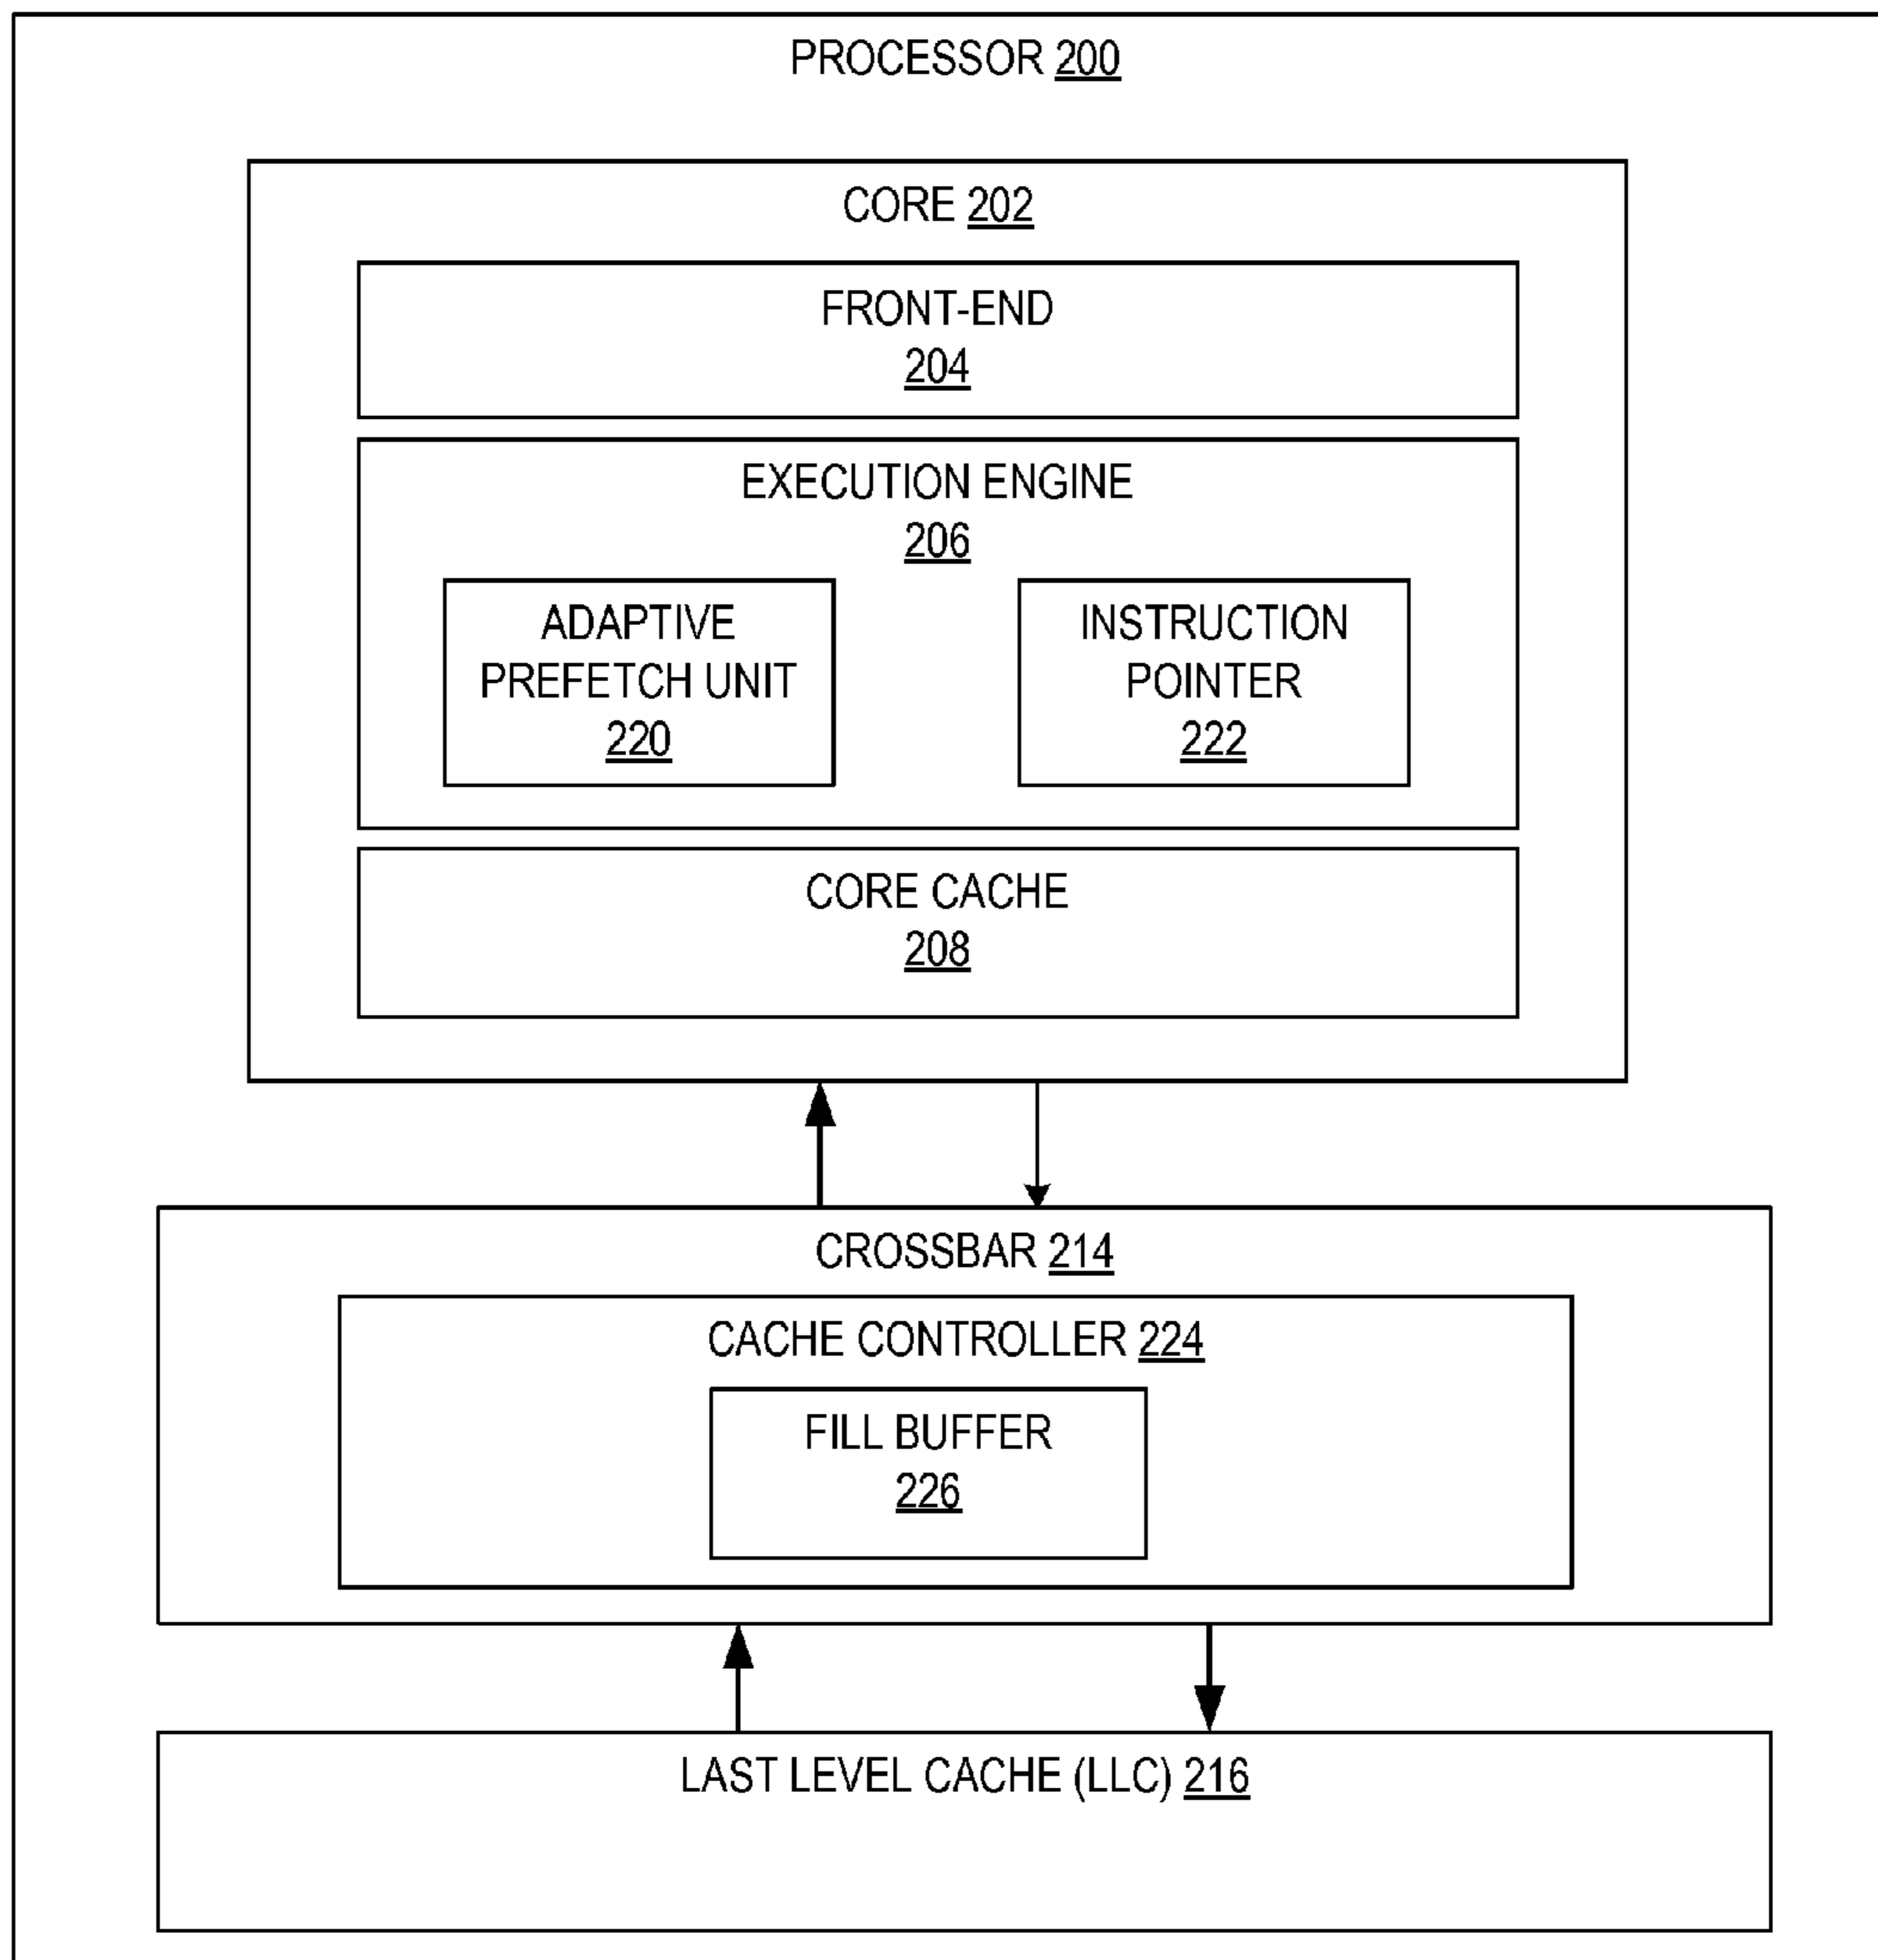 PROCESSOR 200
CORE 202
FRONT-END
204
EXECUTION ENGINE
206
ADAPTIVE
PREFETCH UNIT
220
INSTRUCTION
POINTER
222
CORE CACHE
208
CROSSBAR 214
CACHE CONTROLLER 224
FILL BUFFER
226
LAST LEVEL CACHE (LLC) 216